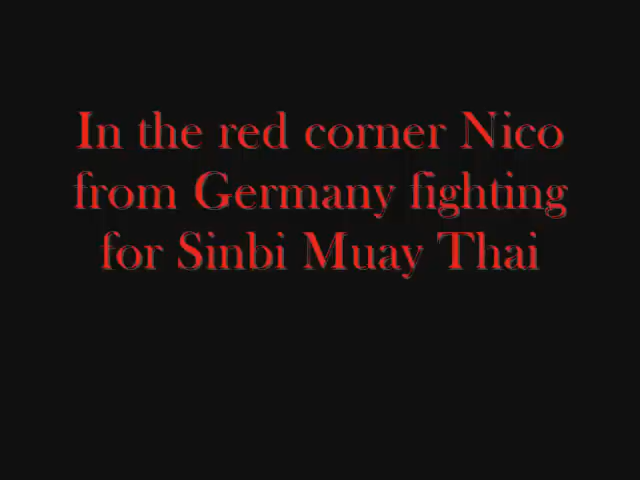 In the red corner Nico
from Germany fighting
for Sinbi Muay Thai